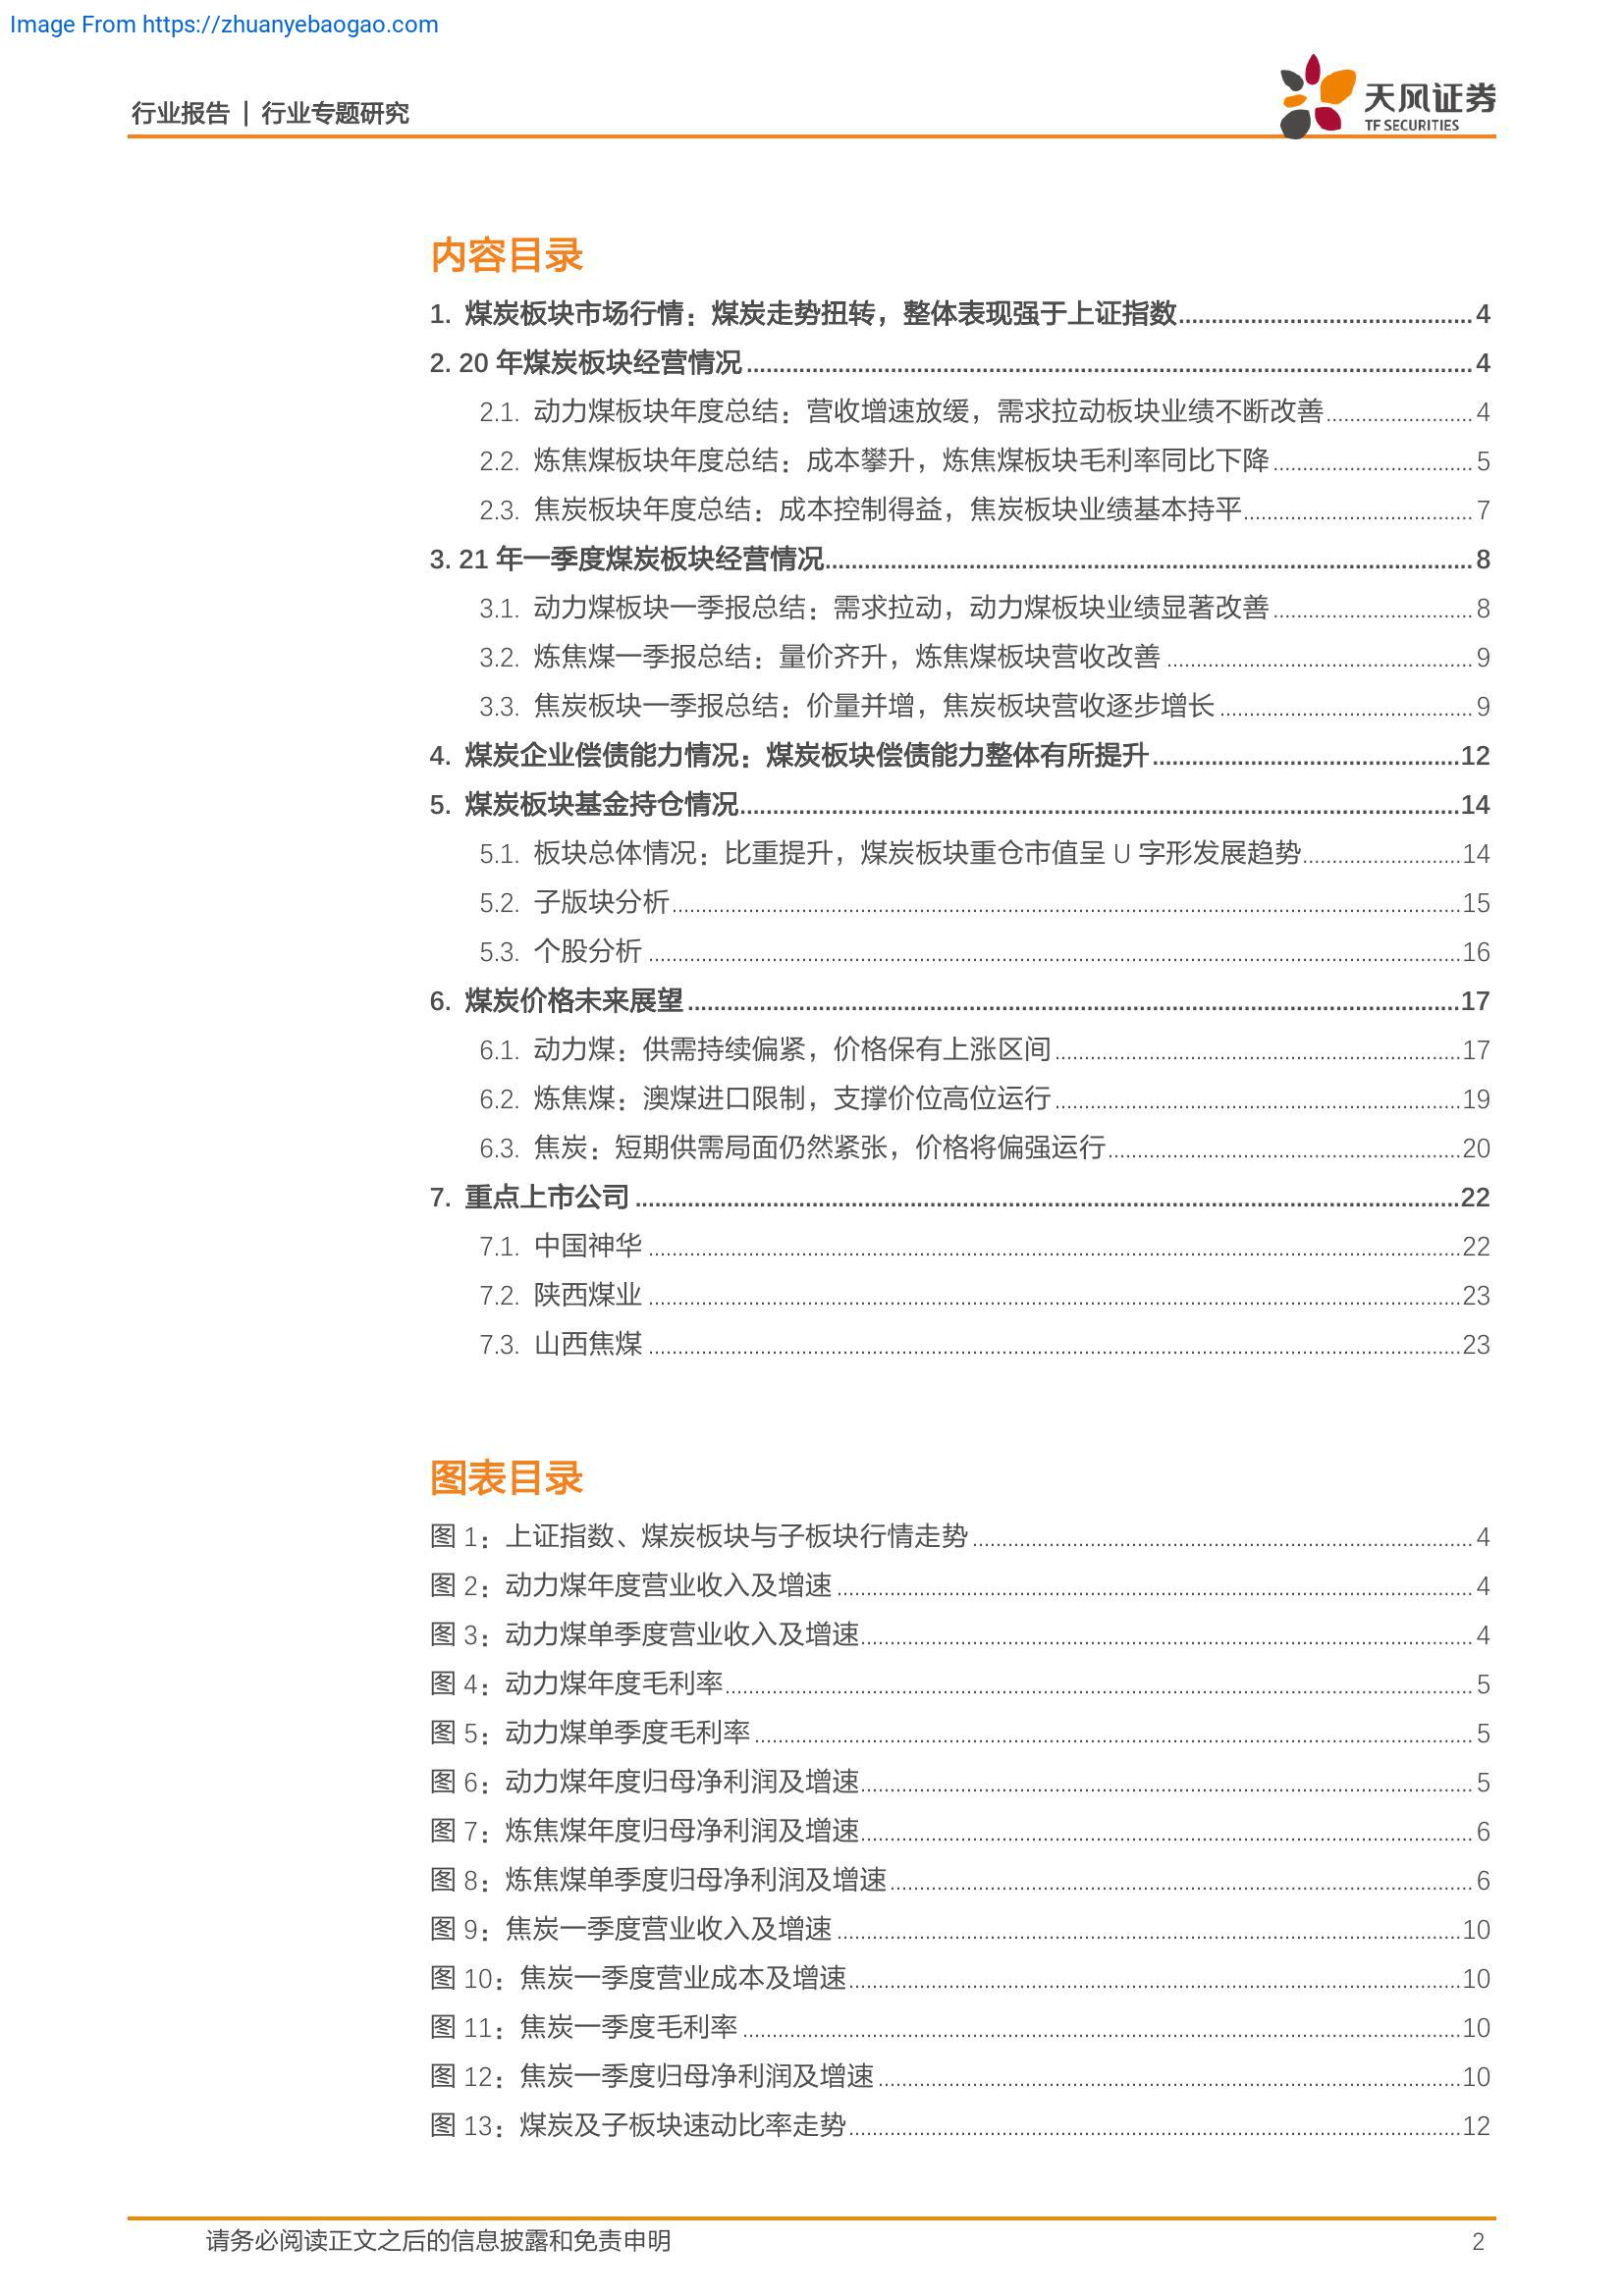 Image From https://zhuanyebaogao.com
行业报告 | 行业专题研究
天风证券
TF SECURITIES
内容目录
1. 煤炭板块市场行情：煤炭走势扭转，整体表现强于上证指数 4
2. 20 年煤炭板块经营情况 4
2.1. 动力煤板块年度总结：营收增速放缓，需求拉动板块业绩不断改善 4
2.2. 炼焦煤板块年度总结：成本攀升，炼焦煤板块毛利率同比下降 5
2.3. 焦炭板块年度总结：成本控制得益，焦炭板块业绩基本持平 7
3. 21 年一季度煤炭板块经营情况 8
3.1. 动力煤板块一季报总结：需求拉动，动力煤板块业绩显著改善 8
3.2. 炼焦煤一季报总结：量价齐升，炼焦煤板块营收改善 9
3.3. 焦炭板块一季报总结：价量并增，焦炭板块营收逐步增长 9
4. 煤炭企业偿债能力情况：煤炭板块偿债能力整体有所提升 12
5. 煤炭板块基金持仓情况 14
5.1. 板块总体情况：比重提升，煤炭板块重仓市值呈 U 字形发展趋势 14
5.2. 子版块分析 15
5.3. 个股分析 16
6. 煤炭价格未来展望 17
6.1. 动力煤：供需持续偏紧，价格保有上涨区间 17
6.2. 炼焦煤：澳煤进口限制，支撑价位高位运行 19
6.3. 焦炭：短期供需局面仍然紧张，价格将偏强运行 20
7. 重点上市公司 22
7.1. 中国神华 22
7.2. 陕西煤业 23
7.3. 山西焦煤 23
图表目录
图 1：上证指数、煤炭板块与子板块行情走势 4
图 2：动力煤年度营业收入及增速 4
图 3：动力煤单季度营业收入及增速 4
图 4：动力煤年度毛利率 5
图 5：动力煤单季度毛利率 5
图 6：动力煤年度归母净利润及增速 5
图 7：炼焦煤年度归母净利润及增速 6
图 8：炼焦煤单季度归母净利润及增速 6
图 9：焦炭一季度营业收入及增速 10
图 10：焦炭一季度营业成本及增速 10
图 11：焦炭一季度毛利率 10
图 12：焦炭一季度归母净利润及增速 10
图 13：煤炭及子板块速动比率走势 12
请务必阅读正文之后的信息披露和免责申明 2